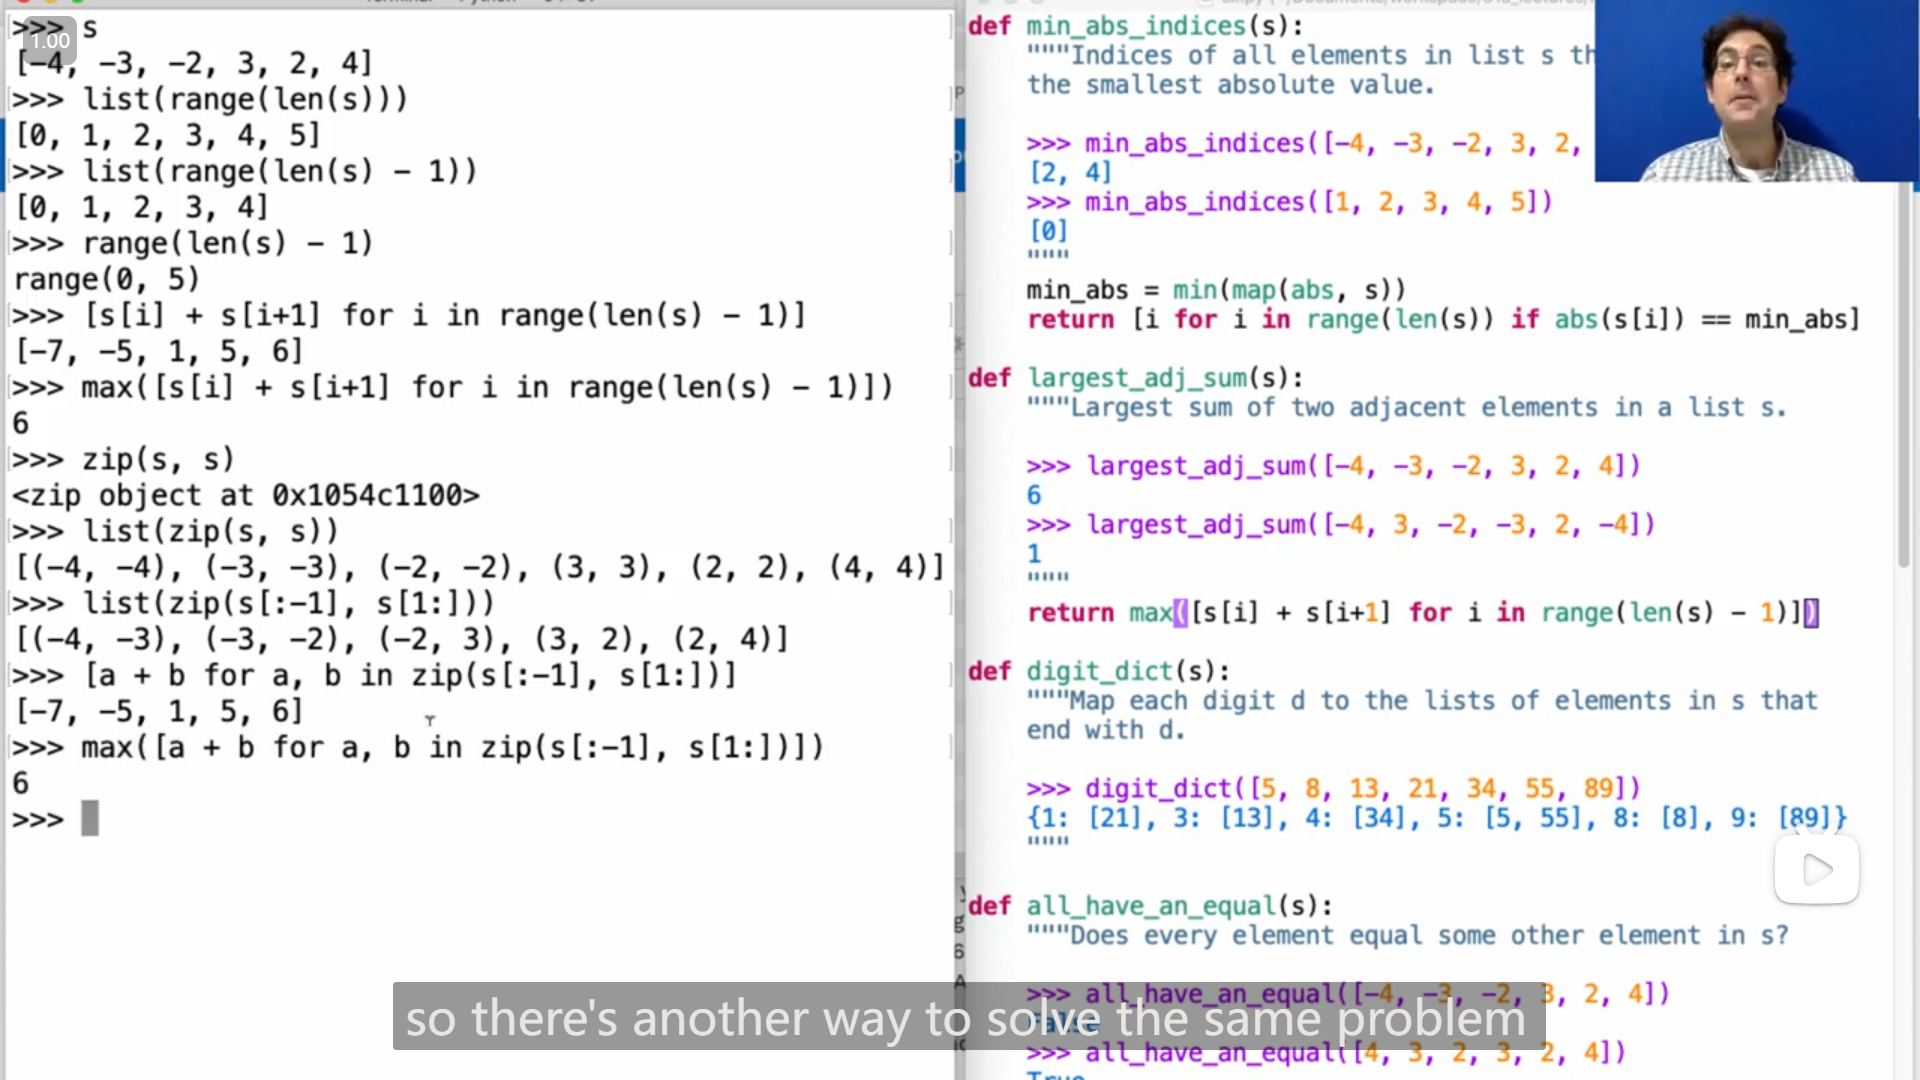 >>> s
1.00
[-4, -3, -2, 3, 2, 4]
>>> list(range(len(s)))
[0, 1, 2, 3, 4, 5]
>>> list(range(len(s) - 1))
[0, 1, 2, 3, 4]
>>> range(len(s) - 1)
range(0, 5)
>>> [s[i] + s[i+1] for i in range(len(s) - 1)]
[-7, -5, 1, 5, 6]
>>> max([s[i] + s[i+1] for i in range(len(s) - 1)])
6
>>> zip(s, s)
<zip object at 0x1054c1100>
>>> list(zip(s, s))
[(-4, -4), (-3, -3), (-2, -2), (3, 3), (2, 2), (4, 4)]
>>> list(zip(s[:-1], s[1:]))
[(-4, -3), (-3, -2), (-2, 3), (3, 2), (2, 4)]
>>> [a + b for a, b in zip(s[:-1], s[1:])]
[-7, -5, 1, 5, 6]
>>> max([a + b for a, b in zip(s[:-1], s[1:])])
6
>>>
def min_abs_indices(s):
"""Indices of all elements in list s
the smallest absolute value.
>>> min_abs_indices([-4, -3, -2, 3, 2,
[2, 4]
>>> min_abs_indices([1, 2, 3, 4, 5])
[0]
"""
min_abs = min(map(abs, s))
return [i for i in range(len(s)) if abs(s[i]) == min_abs]
def largest_adj_sum(s):
"""Largest sum of two adjacent elements in a list s.
>>> largest_adj_sum([-4, -3, -2, 3, 2, 4])
6
>>> largest_adj_sum([-4, 3, -2, -3, 2, -4])
1
"""
return max([s[i] + s[i+1] for i in range(len(s) - 1)])
def digit_dict(s):
"""Map each digit d to the lists of elements in s that
end with d.
>>> digit_dict([5, 8, 13, 21, 34, 55, 89])
{1: [21], 3: [13], 4: [34], 5: [5, 55], 8: [8], 9: [89]}
"""
def all_have_an_equal(s):
"""Does every element equal some other element in s?
>>> all_have_an_equal([-4, -3, -2, 3, 2, 4])
False
>>> all_have_an_equal([4, 3, 2, 3, 2, 4])
True
so there's another way to solve the same problem